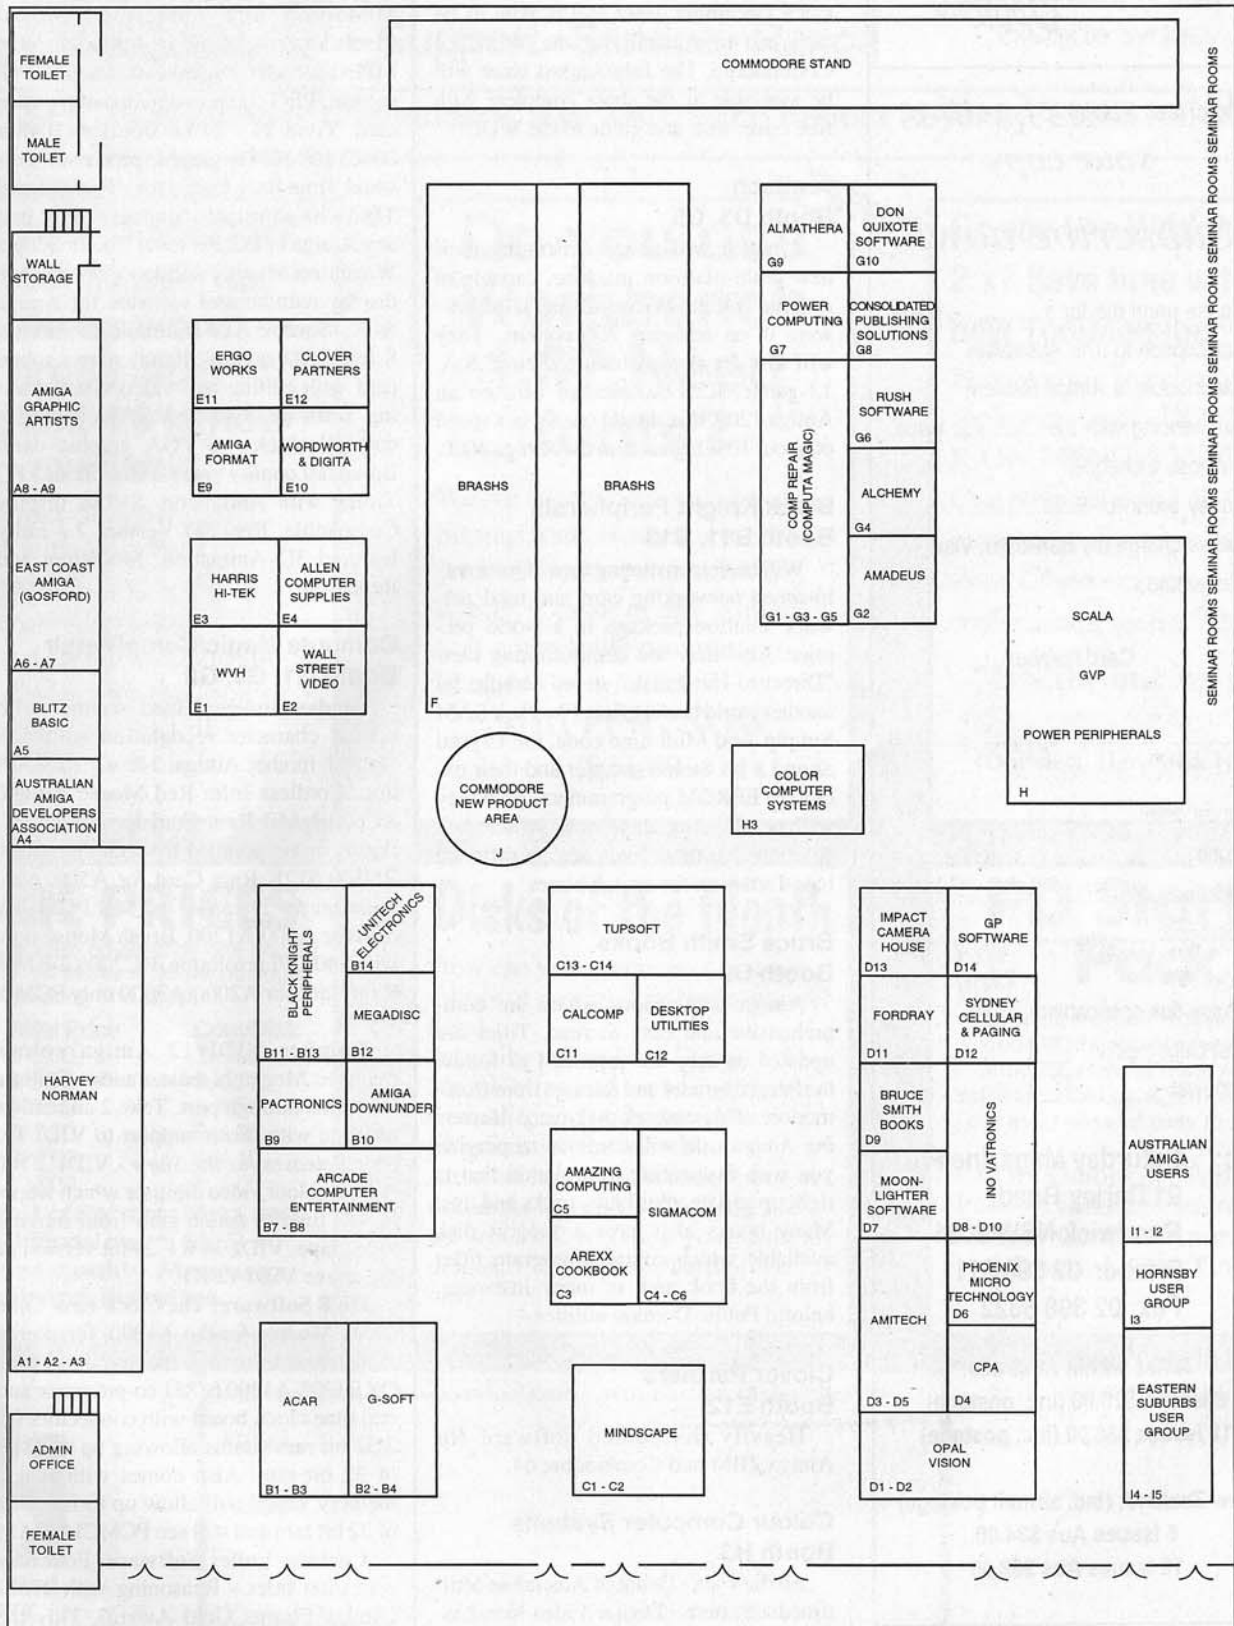 FEMALE
TOILET
MALE
TOILET
WALL
STORAGE
AMIGA
GRAPHIC
ARTISTS
A8 - A9
EAST COAST
AMIGA
(GOSFORD)
A6 - A7
BLITZ
BASIC
A5
AUSTRALIAN
AMIGA
DEVELOPERS
ASSOCIATION
A4
HARVEY
NORMAN
A1 - A2 - A3
ADMIN
OFFICE
FEMALE
TOILET
COMMODORE STAND
SEMINAR ROOMS SEMINAR ROOMS SEMINAR ROOMS SEMINAR ROOMS SEMINAR ROOMS SEMINAR ROOMS
ERGO
WORKS
E11
CLOVER
PARTNERS
E12
AMIGA
FORMAT
E9
WORDWORTH
& DIGITA
E10
HARRIS
HI-TEK
E3
ALLEN
COMPUTER
SUPPLIES
E4
WVH
E1
WALL
STREET
VIDEO
E2
BRASHS
BRASHS
F
ALMATHERA
G9
DON
QUIXOTE
SOFTWARE
G10
POWER
COMPUTING
G7
CONSOLIDATED
PUBLISHING
SOLUTIONS
G8
COMP REPAIR
(COMPUTA MAGIC)
G1 - G3 - G5
RUSH
SOFTWARE
G6
ALCHEMY
G4
AMADEUS
G2
SCALA
GVP
POWER PERIPHERALS
H
COMMODORE
NEW PRODUCT
AREA
J
COLOR
COMPUTER
SYSTEMS
H3
BLACK KNIGHT
PERIPHERALS
B11 - B13
UNITECH
ELECTRONICS
B14
MEGADISC
B12
PACTRONICS
B9
AMIGA
DOWNUNDER
B10
ARCADE
COMPUTER
ENTERTAINMENT
B7 - B8
ACAR
B1 - B3
G-SOFT
B2 - B4
TUPSOFT
C13 - C14
CALCOMP
C11
DESKTOP
UTILITIES
C12
AMAZING
COMPUTING
C5
SIGMACOM
C4 - C6
AREXX
COOKBOOK
C3
MINDSCAPE
C1 - C2
IMPACT
CAMERA
HOUSE
D13
GP
SOFTWARE
D14
FORDRAY
D11
SYDNEY
CELLULAR
& PAGING
D12
BRUCE
SMITH
BOOKS
D9
INO VATRONICS
D8 - D10
MOON-
LIGHTER
SOFTWARE
D7
AMITECH
D3 - D5
PHOENIX
MICRO
TECHNOLOGY
D6
CPA
D4
OPAL
VISION
D1 - D2
AUSTRALIAN
AMIGA
USERS
I1 - I2
HORNSBY
USER
GROUP
I3
EASTERN
SUBURBS
USER
GROUP
I4 - I5